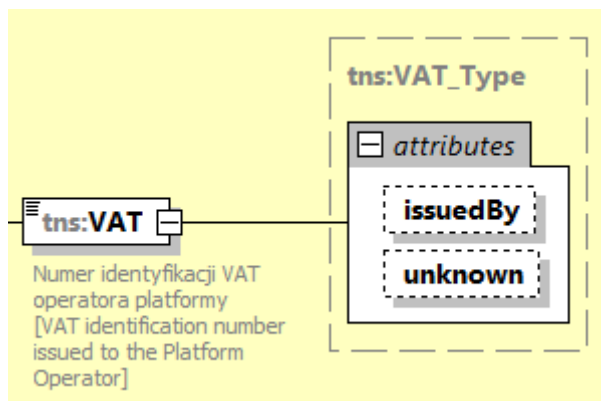 tns:VAT_Type
attributes
issuedBy
unknown
tns:VAT
Numer identyfikacji VAT
operatora platformy
[VAT identification number
issued to the Platform
Operator]